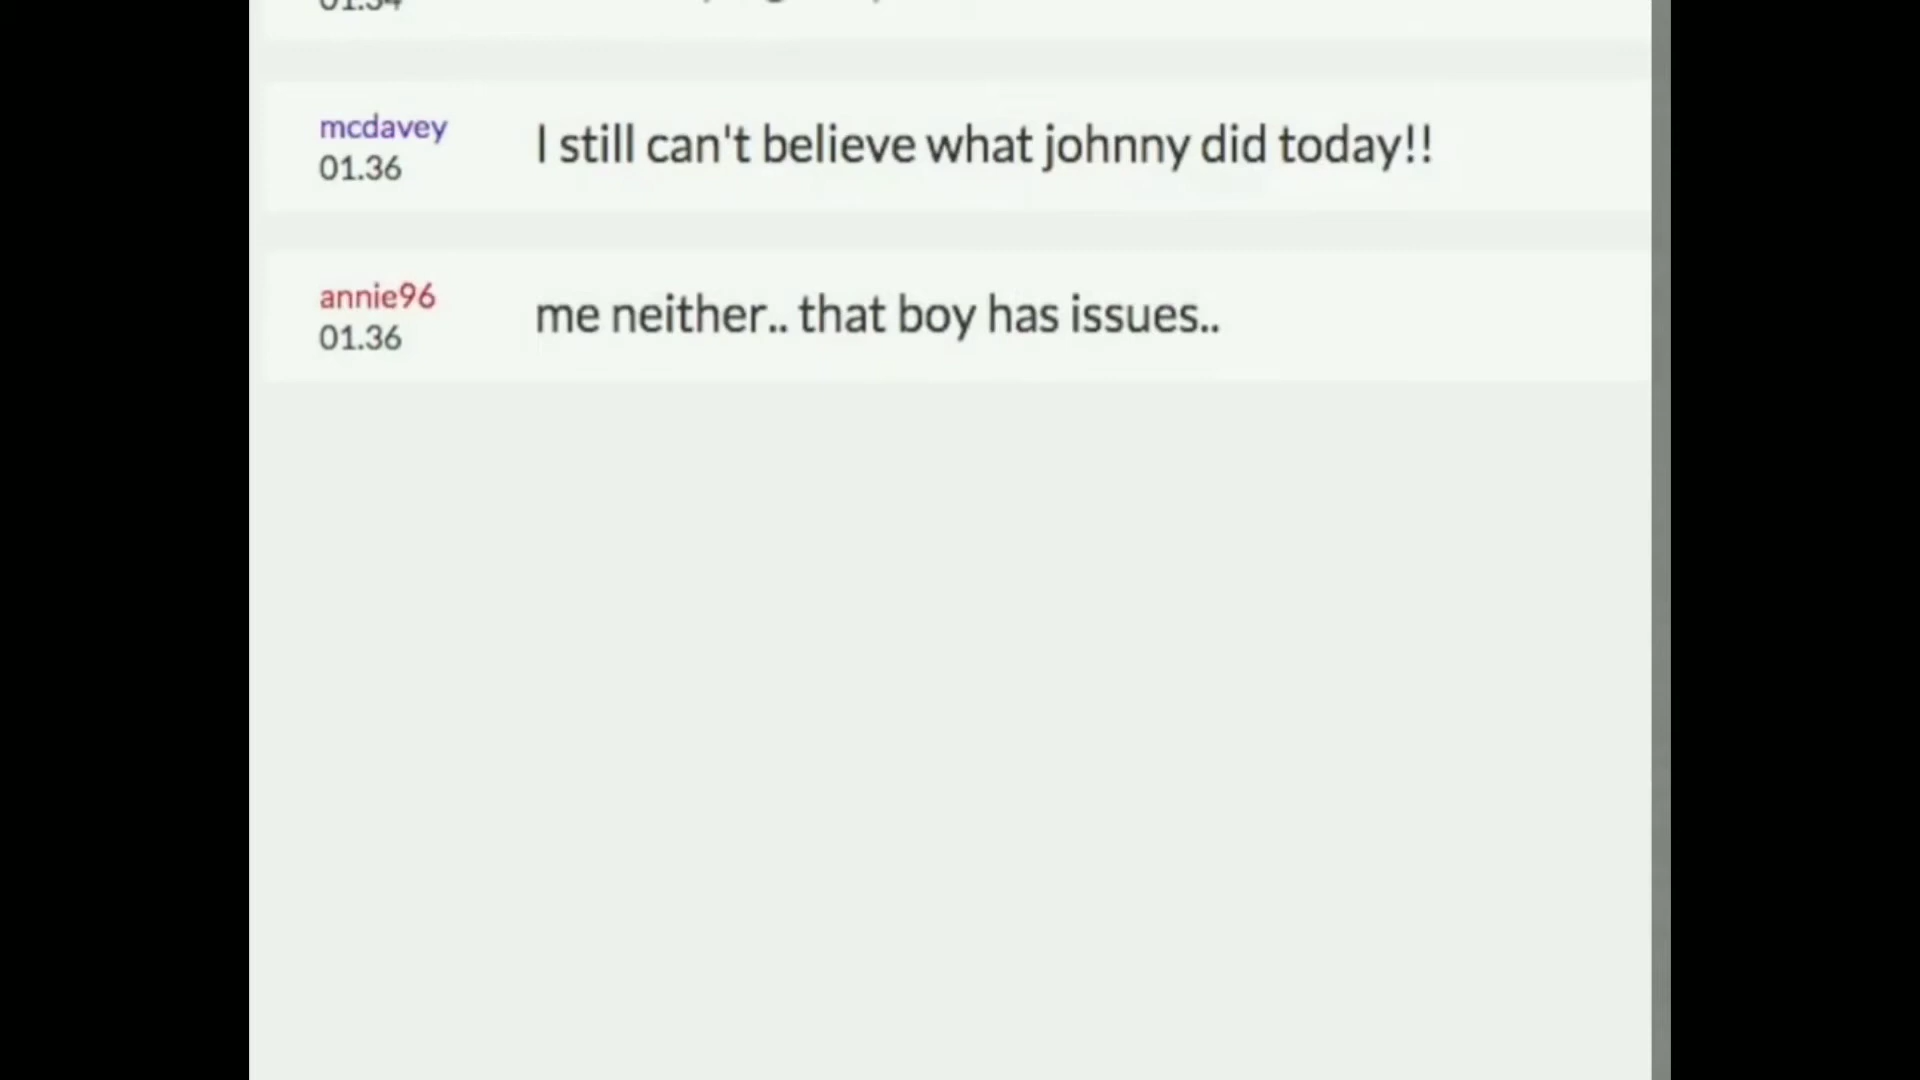 mcdavey
01.36
I still can't believe what johnny did today!!
annie96
01.36
me neither.. that boy has issues..